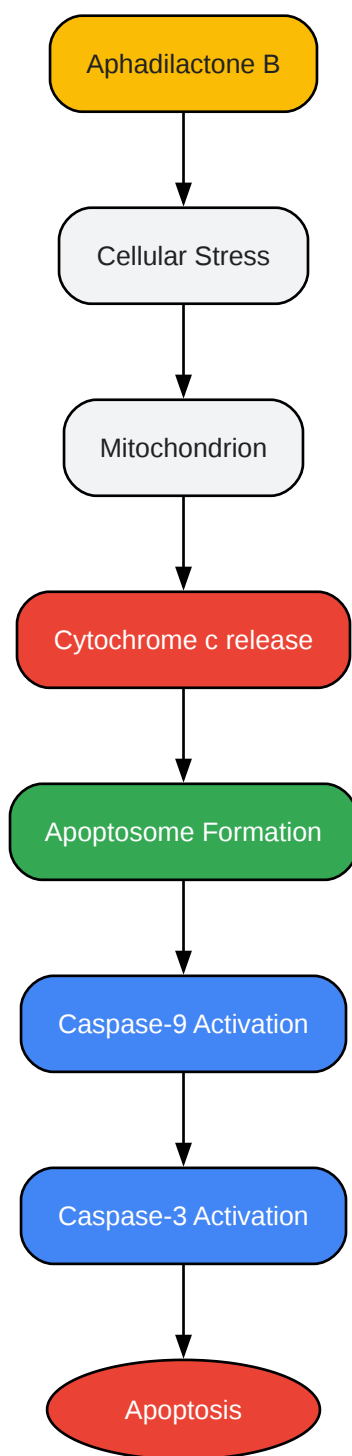 Aphadilactone B
Cellular Stress
Mitochondrion
Cytochrome c release
Apoptosome Formation
Caspase-9 Activation
Caspase-3 Activation
Apoptosis